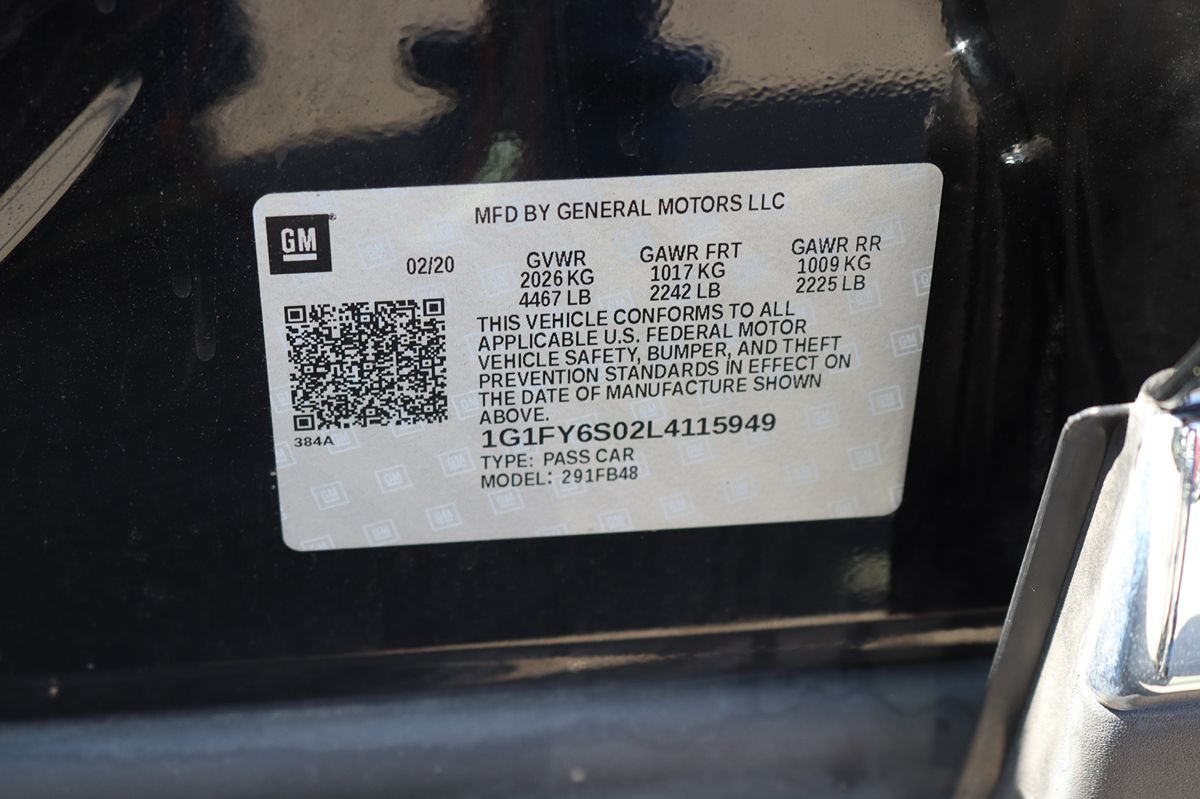 MFD BY GENERAL MOTORS LLC
GM
02/20
GVWR
2026 KG
4467 LB
GAWR FRT
1017 KG
2242 LB
GAWR RR
1009 KG
2225 LB
THIS VEHICLE CONFORMS TO ALL
APPLICABLE U.S. FEDERAL MOTOR
VEHICLE SAFETY, BUMPER, AND THEFT
PREVENTION STANDARDS IN EFFECT ON
THE DATE OF MANUFACTURE SHOWN
ABOVE.
384A
1G1FY6S02L4115949
TYPE: PASS CAR
MODEL: 291FB48